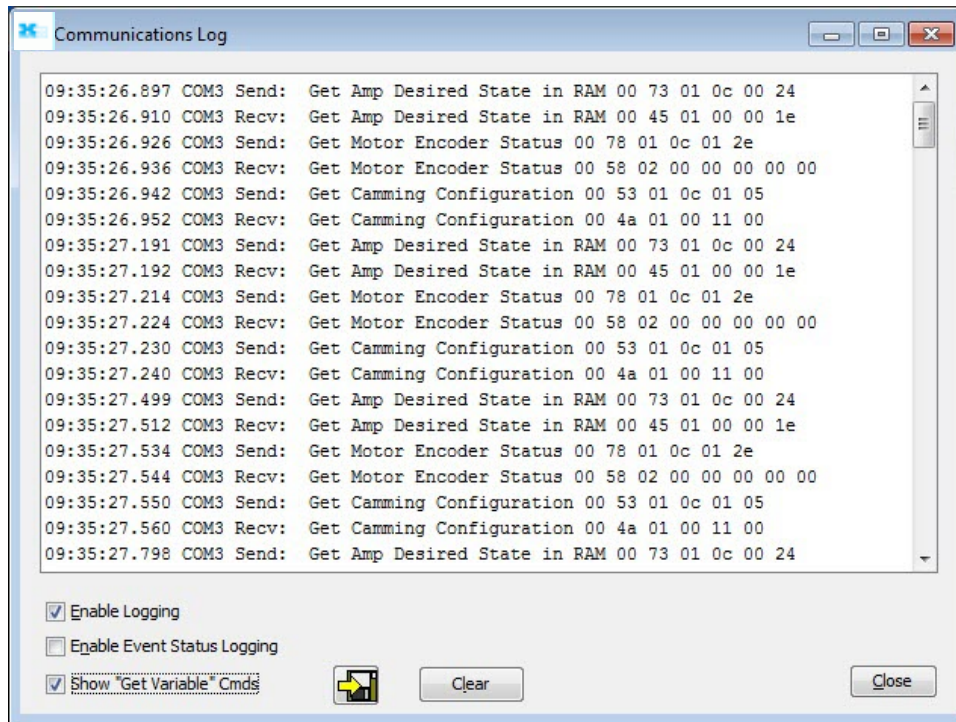 Communications Log
09:35:26.897 COM3 Send:  Get Amp Desired State in RAM 00 73 01 0c 00 24
09:35:26.910 COM3 Recv:  Get Amp Desired State in RAM 00 45 01 00 00 1e
09:35:26.926 COM3 Send:  Get Motor Encoder Status 00 78 01 0c 01 2e
09:35:26.936 COM3 Recv:  Get Motor Encoder Status 00 58 02 00 00 00 00 00
09:35:26.942 COM3 Send:  Get Camming Configuration 00 53 01 0c 01 05
09:35:26.952 COM3 Recv:  Get Camming Configuration 00 4a 01 00 11 00
09:35:27.191 COM3 Send:  Get Amp Desired State in RAM 00 73 01 0c 00 24
09:35:27.192 COM3 Recv:  Get Amp Desired State in RAM 00 45 01 00 00 1e
09:35:27.214 COM3 Send:  Get Motor Encoder Status 00 78 01 0c 01 2e
09:35:27.224 COM3 Recv:  Get Motor Encoder Status 00 58 02 00 00 00 00 00
09:35:27.230 COM3 Send:  Get Camming Configuration 00 53 01 0c 01 05
09:35:27.240 COM3 Recv:  Get Camming Configuration 00 4a 01 00 11 00
09:35:27.499 COM3 Send:  Get Amp Desired State in RAM 00 73 01 0c 00 24
09:35:27.512 COM3 Recv:  Get Amp Desired State in RAM 00 45 01 00 00 1e
09:35:27.534 COM3 Send:  Get Motor Encoder Status 00 78 01 0c 01 2e
09:35:27.544 COM3 Recv:  Get Motor Encoder Status 00 58 02 00 00 00 00 00
09:35:27.550 COM3 Send:  Get Camming Configuration 00 53 01 0c 01 05
09:35:27.560 COM3 Recv:  Get Camming Configuration 00 4a 01 00 11 00
09:35:27.798 COM3 Send:  Get Amp Desired State in RAM 00 73 01 0c 00 24
Enable Logging
Enable Event Status Logging
Show "Get Variable" Cmds
Clear
Close